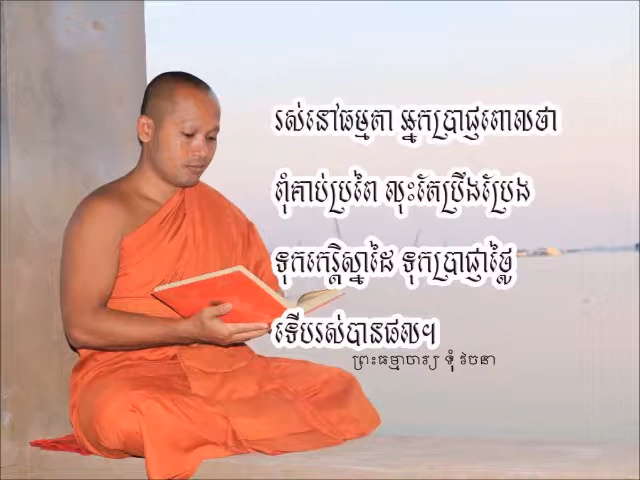 រស់នៅធម្មតា អ្នកប្រាជ្ញពោលថា
ពុំគាប់ប្រពៃ លុះតែប្រឹងប្រែង
ទុកកេរ្តិ៍ស្នាដៃ ទុកប្រាជ្ញាថ្លៃ
ទើបរស់បានផល។
ព្រះធម្មាចារ្យ ទុំ វចនា